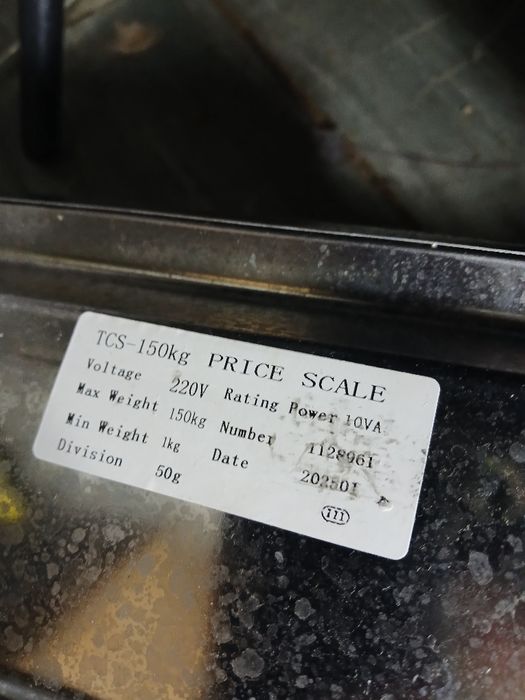 TCS-150kg PRICE SCALE
Voltage 220V Rating Power 10VA
Max Weight 150kg Number 1128961
Min Weight 1kg Date 202501
Division 50g
III